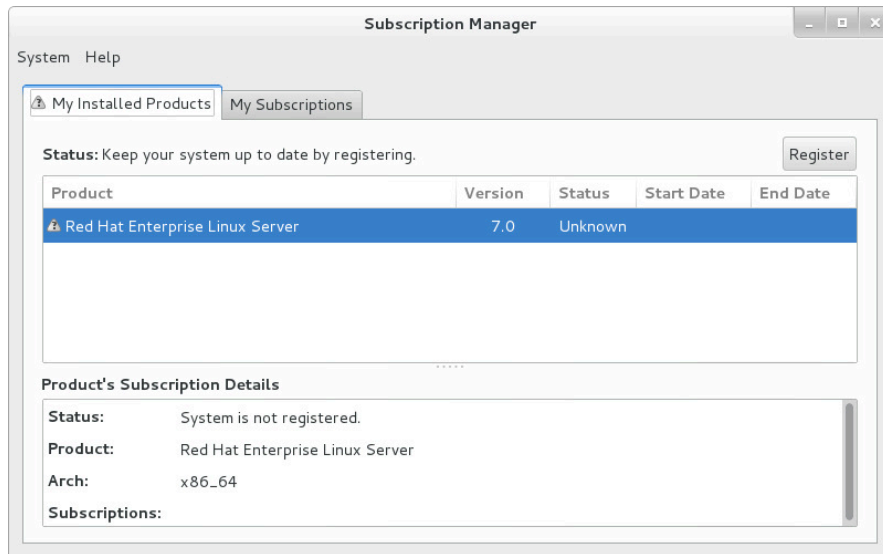 Subscription Manager
System Help
My Installed Products My Subscriptions
Status: Keep your system up to date by registering. Register
Product Version Status Start Date End Date
Red Hat Enterprise Linux Server 7.0 Unknown
Product's Subscription Details
Status: System is not registered.
Product: Red Hat Enterprise Linux Server
Arch: x86_64
Subscriptions: